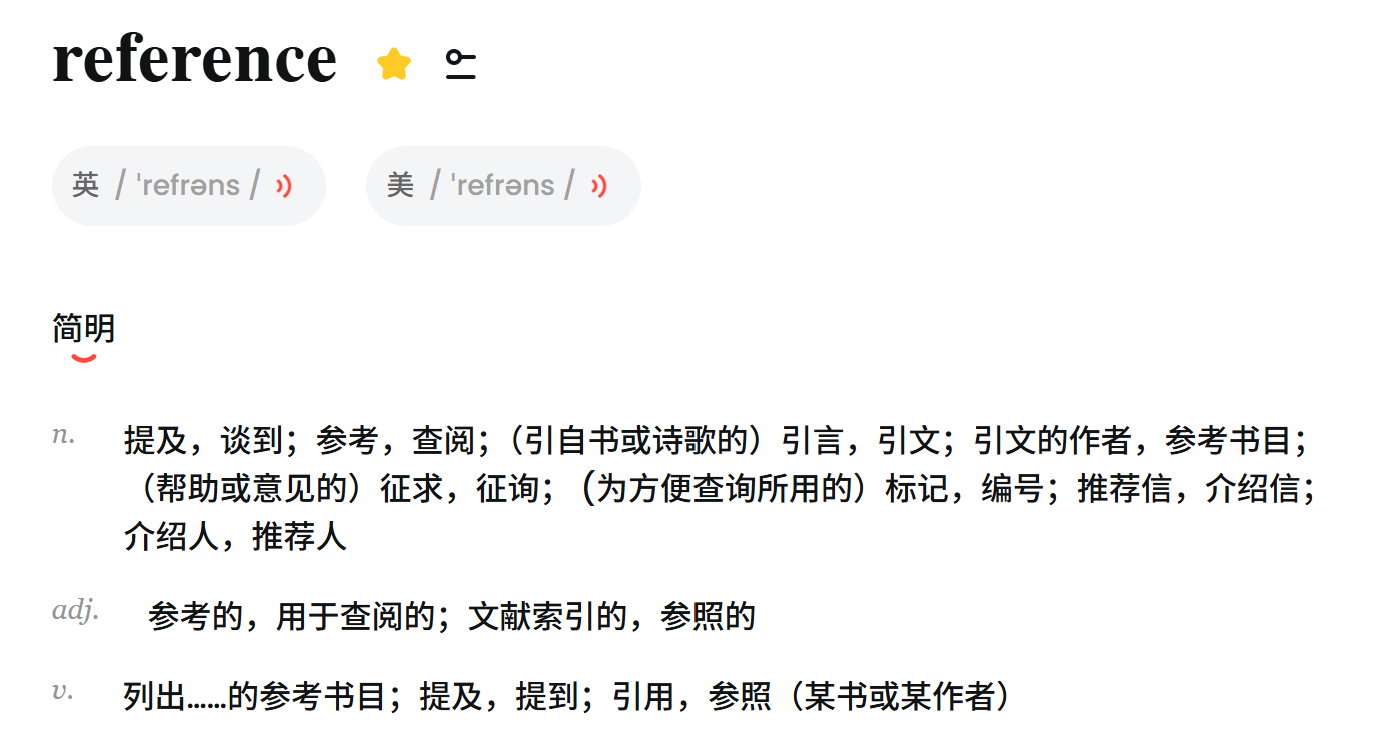 reference
英 / ˈrefrəns / 美 / ˈrefrəns /
简明
n. 提及，谈到；参考，查阅；（引自书或诗歌的）引言，引文；引文的作者，参考书目；
（帮助或意见的）征求，征询； (为方便查询所用的）标记，编号；推荐信，介绍信；
介绍人，推荐人
adj. 参考的，用于查阅的；文献索引的，参照的
v. 列出……的参考书目；提及，提到；引用，参照（某书或某作者）